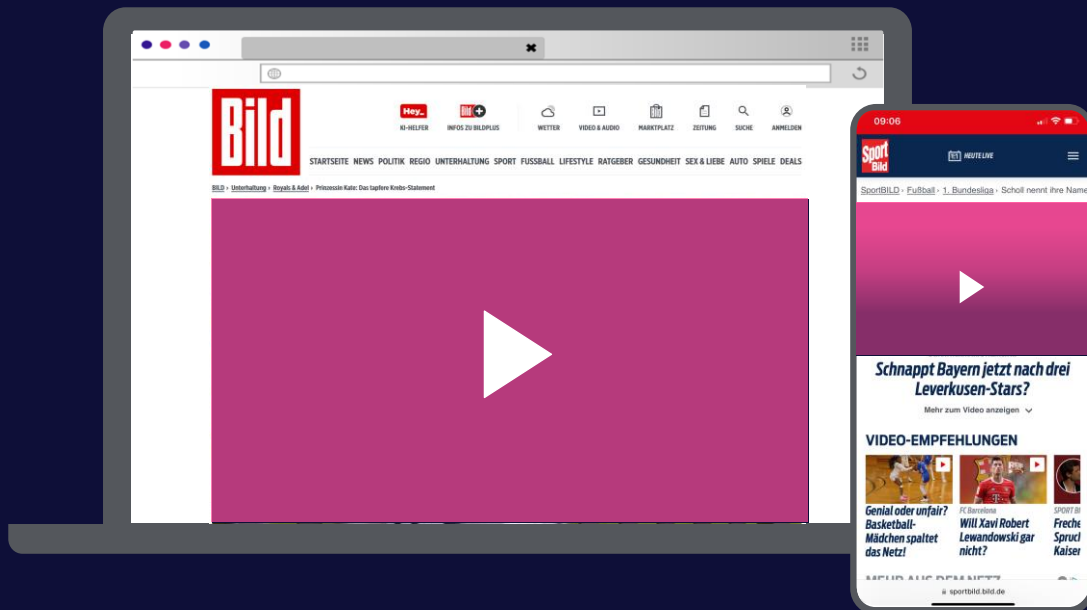 Bild
Hey_
KI-HELFER
Bild+
INFOS ZU BILDPLUS
WETTER
VIDEO & AUDIO
MARKTPLATZ
ZEITUNG
SUCHE
ANMELDEN
STARTSEITE NEWS POLITIK REGIO UNTERHALTUNG SPORT FUSSBALL LIFESTYLE RATGEBER GESUNDHEIT SEX & LIEBE AUTO SPIELE DEALS
BILD › Unterhaltung › Royals & Adel › Prinzessin Kate: Das tapfere Krebs-Statement
09:06
Sport
Bild
HEUTE LIVE
SportBILD › Fußball › 1. Bundesliga › Scholl nennt ihre Name
Schnappt Bayern jetzt nach drei
Leverkusen-Stars?
Mehr zum Video anzeigen
VIDEO-EMPFEHLUNGEN
Genial oder unfair?
Basketball-
Mädchen spaltet
das Netz!
FC Barcelona
Will Xavi Robert
Lewandowski gar
nicht?
SPORT BI
Freche
Spruch
Kaiser
MEHR AUS DEM NETZ
sportbild.bild.de